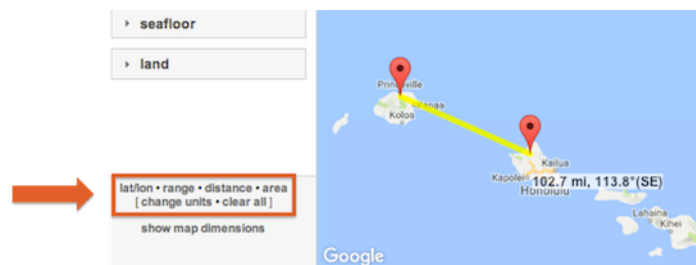 seafloor
land
lat/lon • range • distance • area
[ change units • clear all ]
show map dimensions
Princeville
Kapaa
Koloa
Kailua
Kapolei
102.7 mi, 113.8°(SE)
Honolulu
Lahaina
Kihei
Google